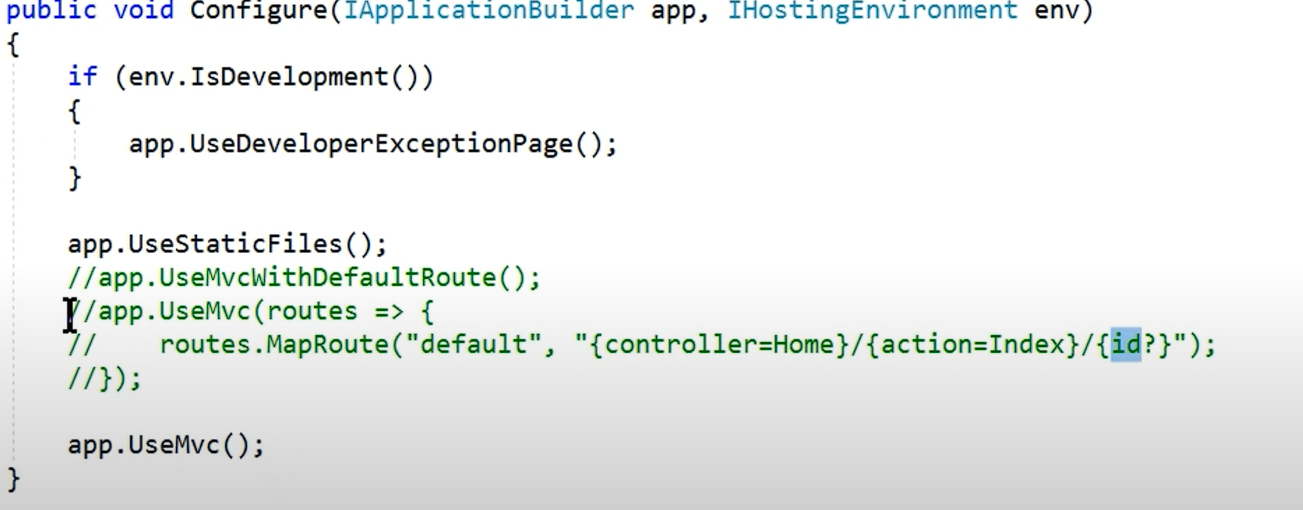 public void Configure(IApplicationBuilder app, IHostingEnvironment env)
{
    if (env.IsDevelopment())
    {
        app.UseDeveloperExceptionPage();
    }

    app.UseStaticFiles();
    //app.UseMvcWithDefaultRoute();
    //app.UseMvc(routes => {
    //    routes.MapRoute("default", "{controller=Home}/{action=Index}/{id?}");
    //});

    app.UseMvc();
}